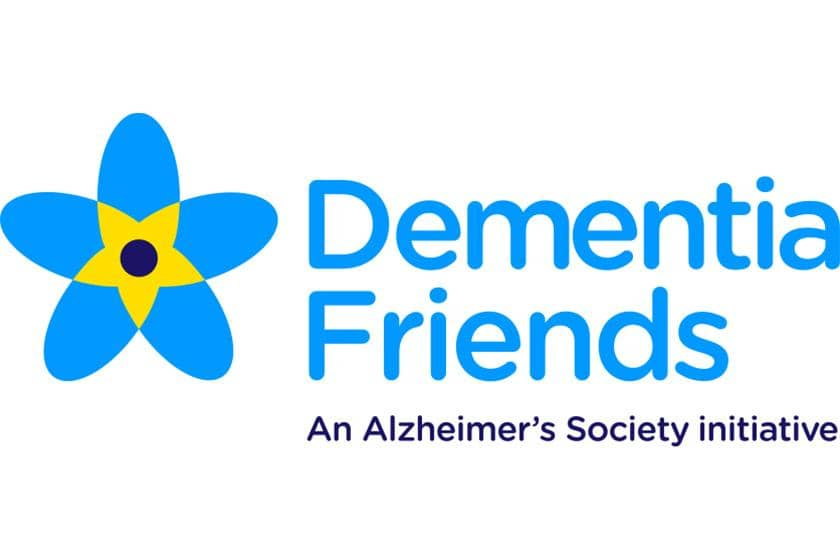 Dementia
Friends
An Alzheimer’s Society initiative